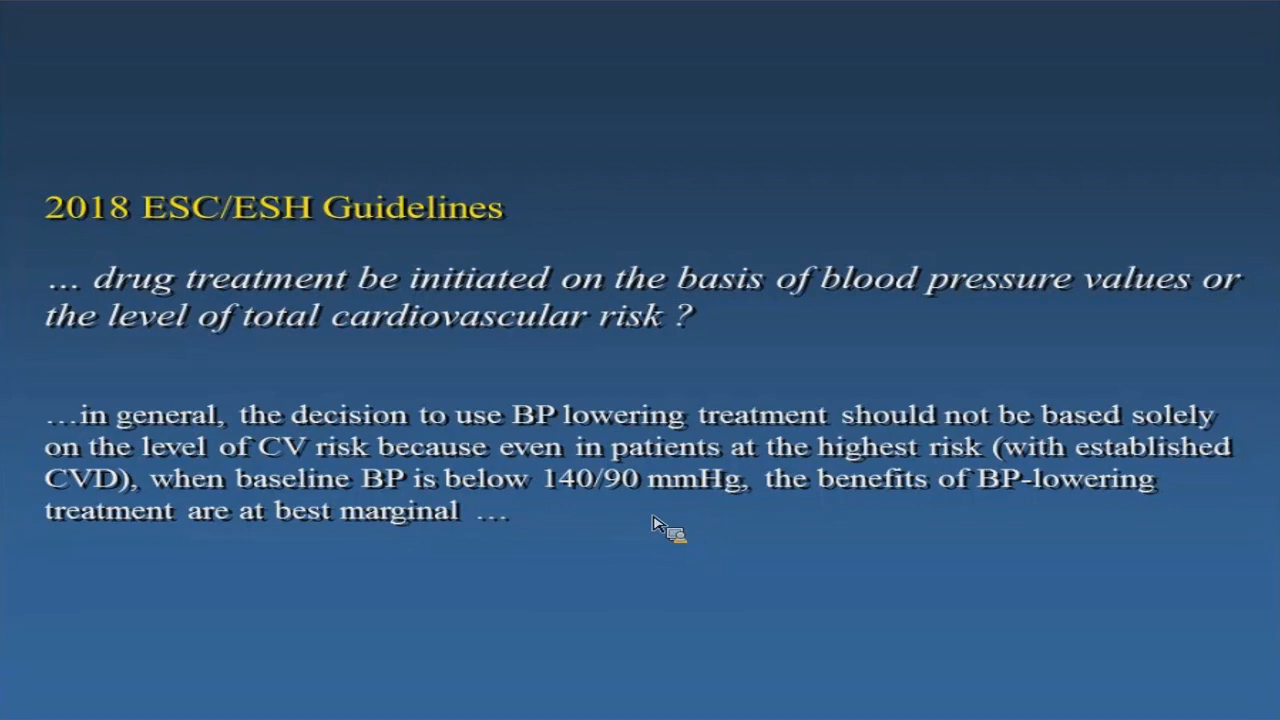 2018 ESC/ESH Guidelines
… drug treatment be initiated on the basis of blood pressure values or
the level of total cardiovascular risk ?
….in general, the decision to use BP lowering treatment should not be based solely
on the level of CV risk because even in patients at the highest risk (with established
CVD), when baseline BP is below 140/90 mmHg, the benefits of BP-lowering
treatment are at best marginal …